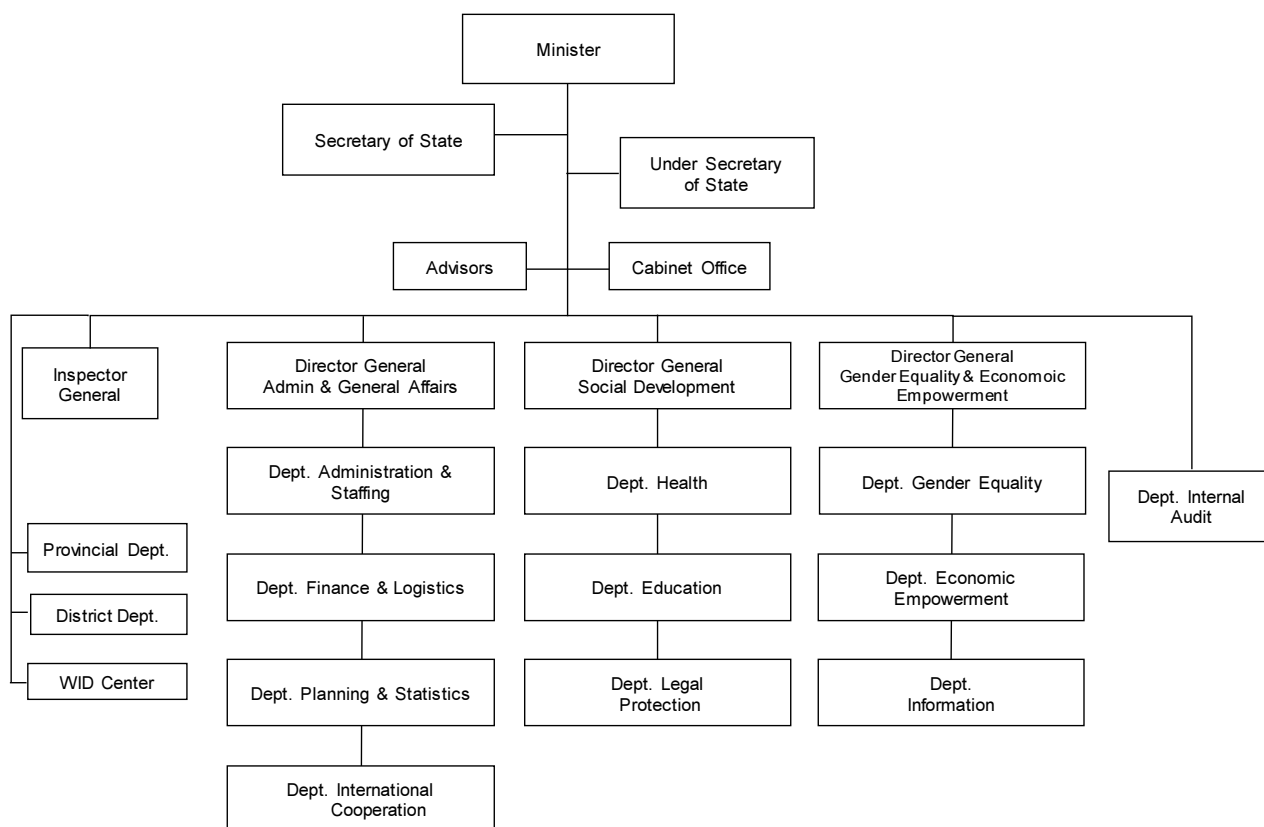 Minister
Secretary of State
Under Secretary
of State
Advisors
Cabinet Office
Inspector
General
Director General
Admin & General Affairs
Director General
Social Development
Director General
Gender Equality & Economoic
Empowerment
Dept. Administration &
Staffing
Dept. Health
Dept. Gender Equality
Dept. Internal
Audit
Provincial Dept.
Dept. Finance & Logistics
Dept. Education
Dept. Economic
Empowerment
District Dept.
WID Center
Dept. Planning & Statistics
Dept. Legal
Protection
Dept.
Information
Dept. International
Cooperation